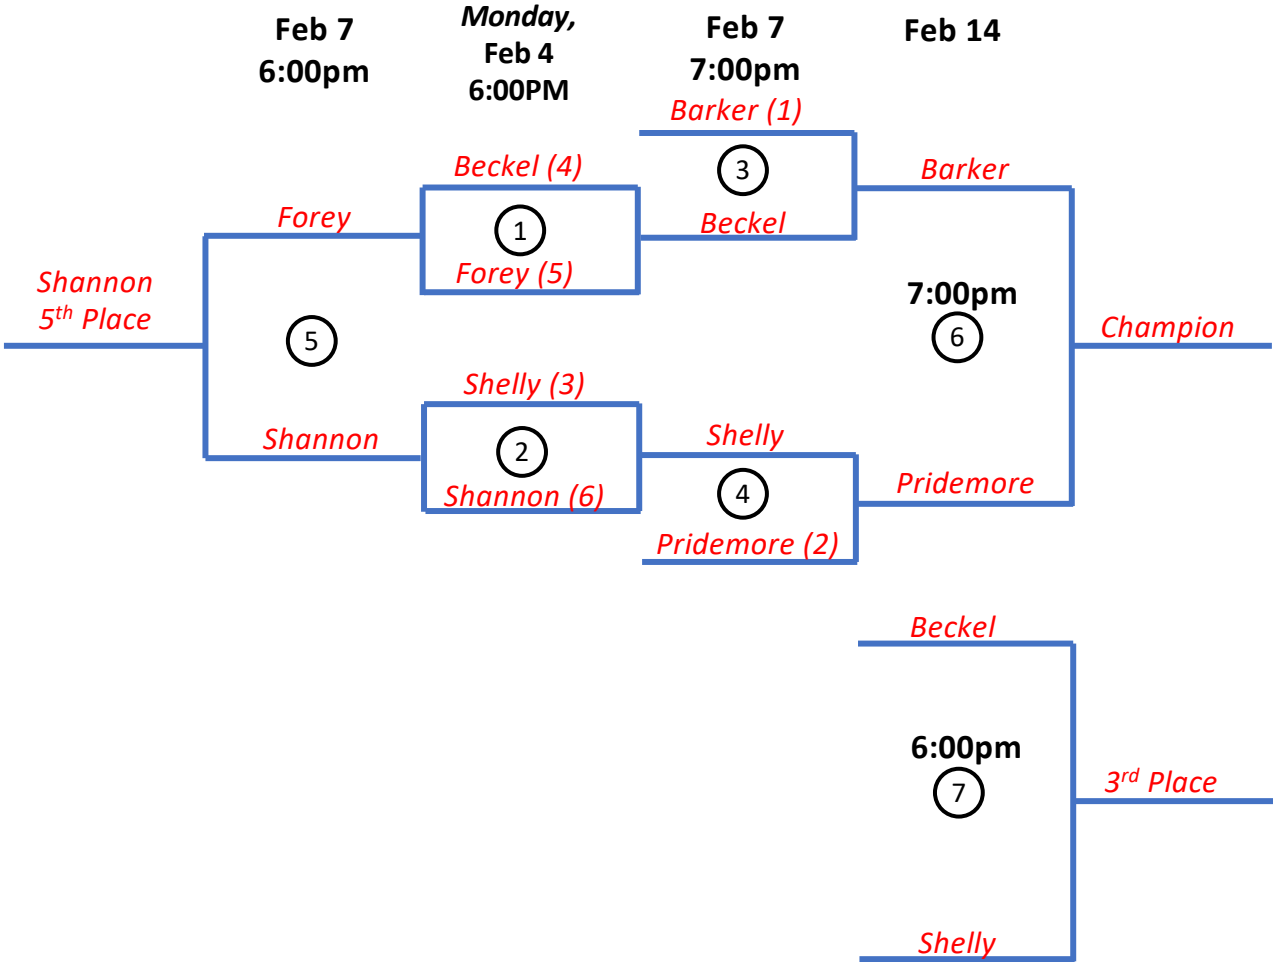 Feb 7
6:00pm
Monday,
Feb 4
6:00PM
Feb 7
7:00pm
Feb 14
Barker (1)
Beckel (4)
3
Barker
Forey
1
Beckel
Forey (5)
Shannon
5th Place
7:00pm
5
6
Champion
Shelly (3)
Shannon
2
Shelly
Shannon (6)
4
Pridemore
Pridemore (2)
Beckel
6:00pm
7
3rd Place
Shelly